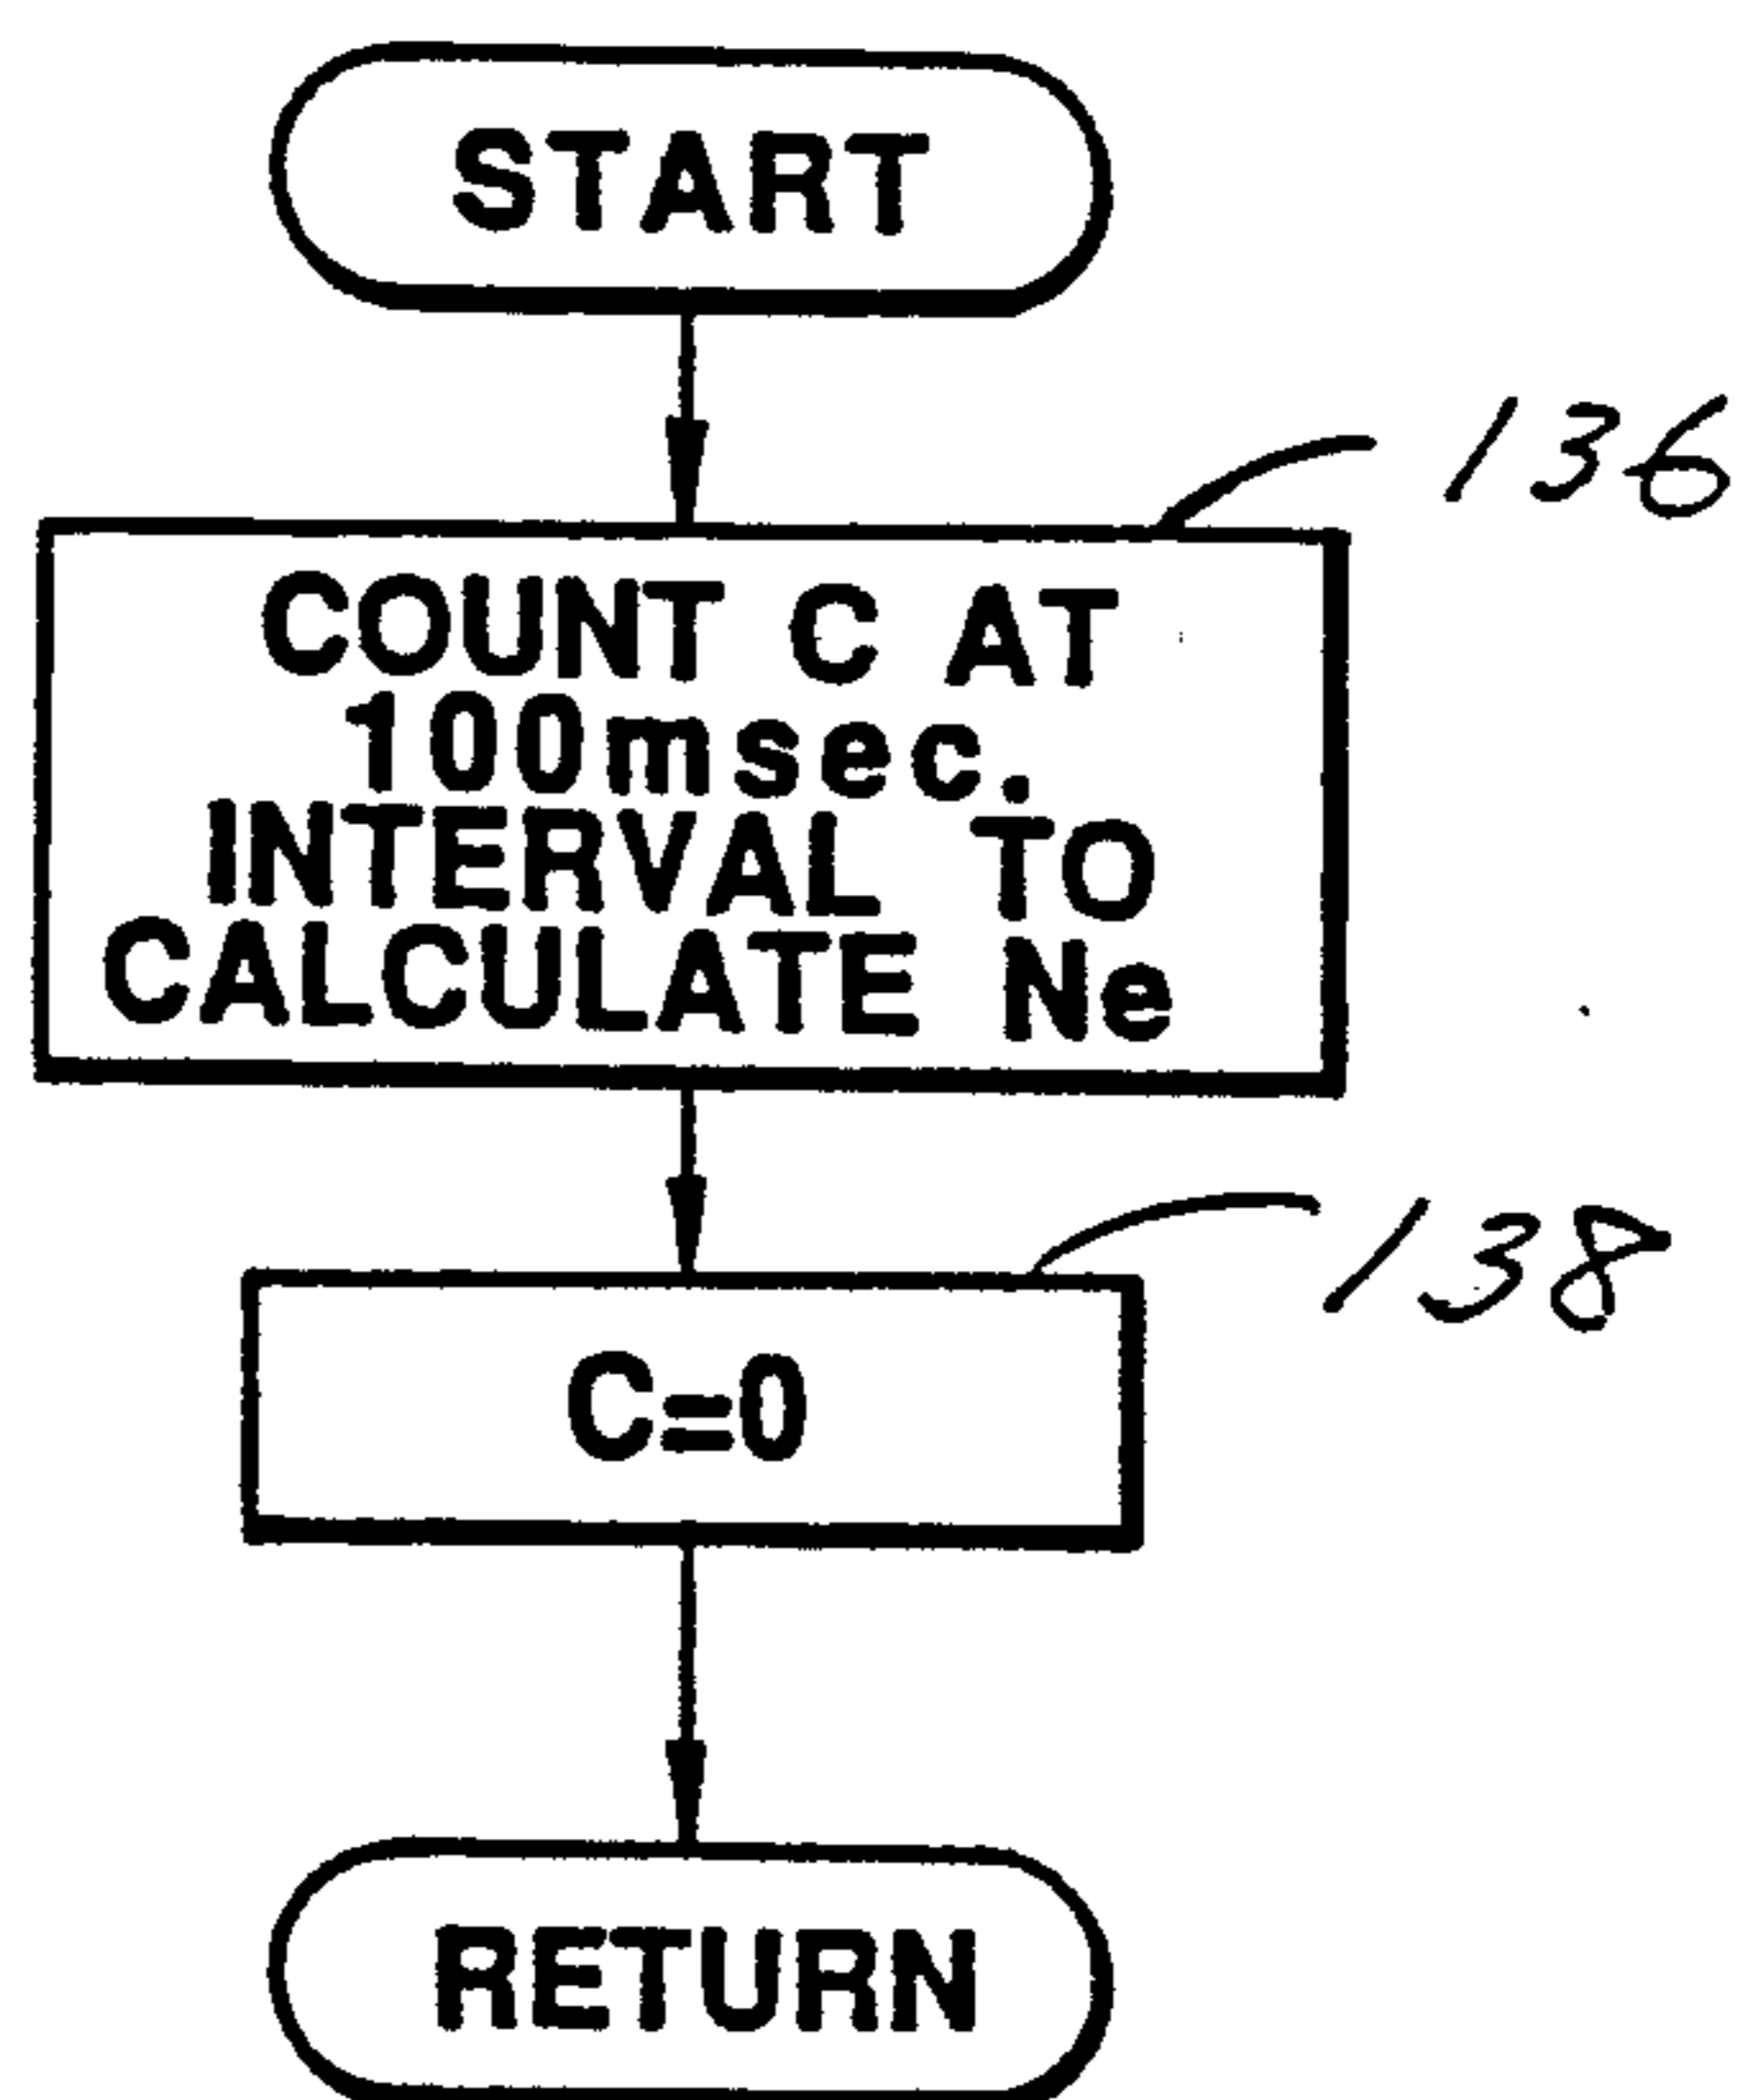 START
136
COUNT C AT
100msec.
INTERVAL TO
CALCULATE Ne
138
C=0
RETURN